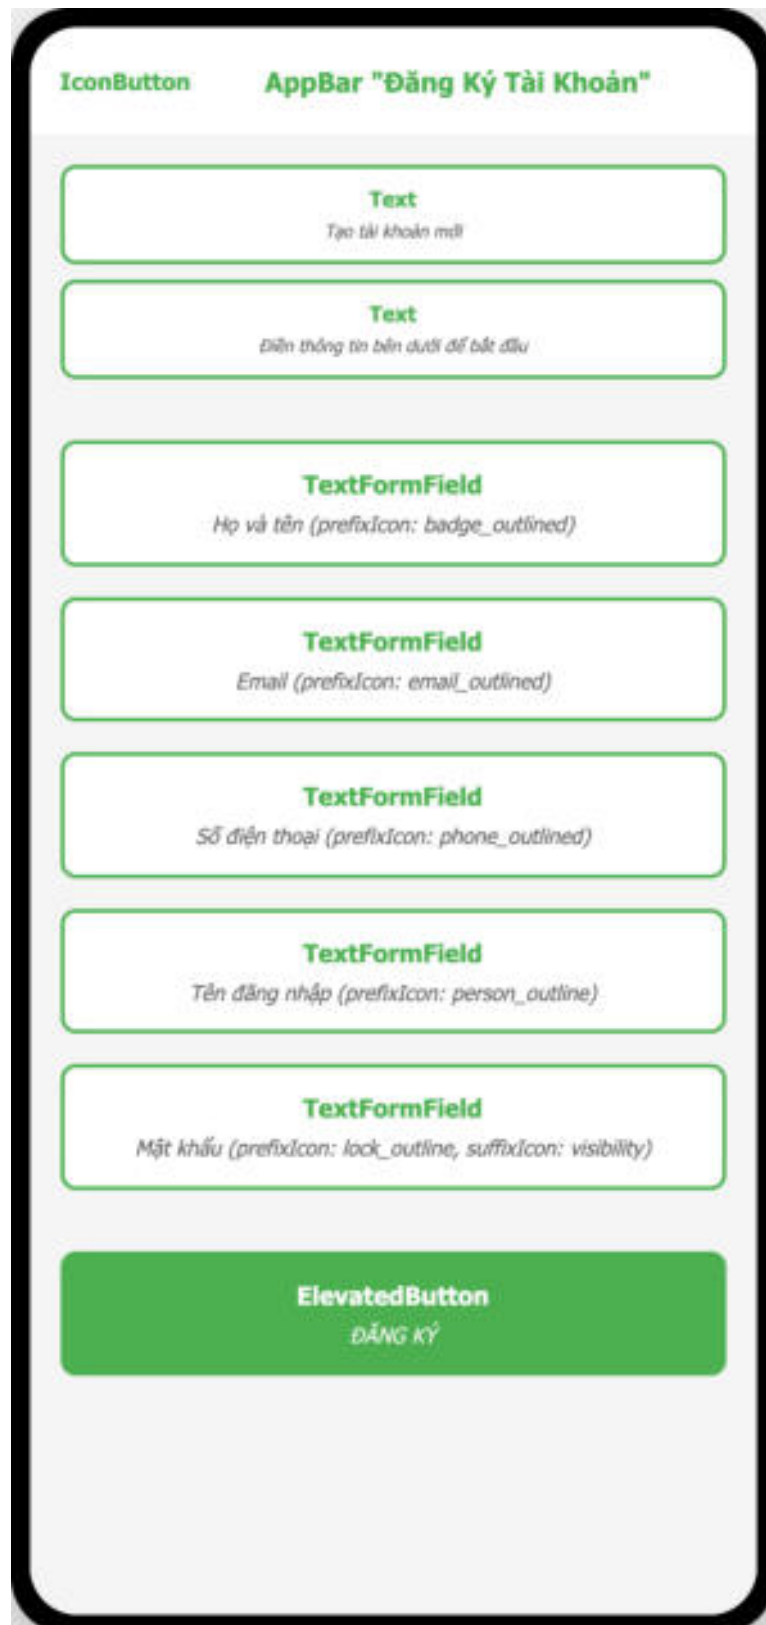 IconButton AppBar "Đăng Ký Tài Khoản"
Text
Tạo tài khoản mới
Text
Điền thông tin bên dưới để bắt đầu
TextFormField
Họ và tên (prefixIcon: badge_outlined)
TextFormField
Email (prefixIcon: email_outlined)
TextFormField
Số điện thoại (prefixIcon: phone_outlined)
TextFormField
Tên đăng nhập (prefixIcon: person_outline)
TextFormField
Mật khẩu (prefixIcon: lock_outline, suffixIcon: visibility)
ElevatedButton
ĐĂNG KÝ